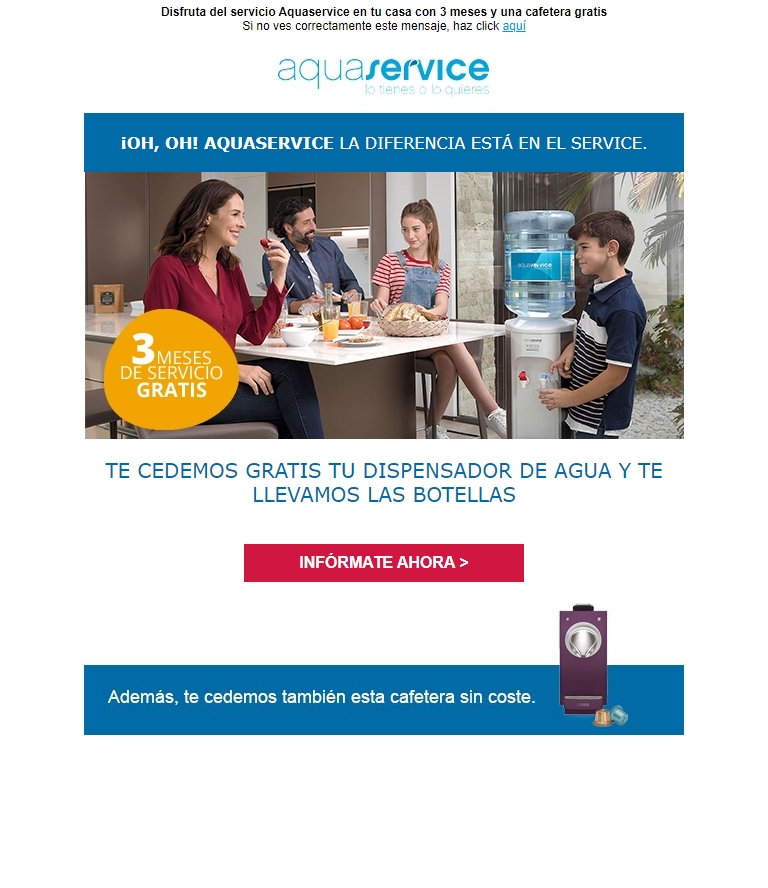 Disfruta del servicio Aquaservice en tu casa con 3 meses y una cafetera gratis
Si no ves correctamente este mensaje, haz click aquí
aquaservice
lo tienes o lo quieres
¡OH, OH! AQUASERVICE LA DIFERENCIA ESTÁ EN EL SERVICE.
aquaservice
3 MESES
DE SERVICIO
GRATIS
TE CEDEMOS GRATIS TU DISPENSADOR DE AGUA Y TE
LLEVAMOS LAS BOTELLAS
INFÓRMATE AHORA >
Además, te cedemos también esta cafetera sin coste.